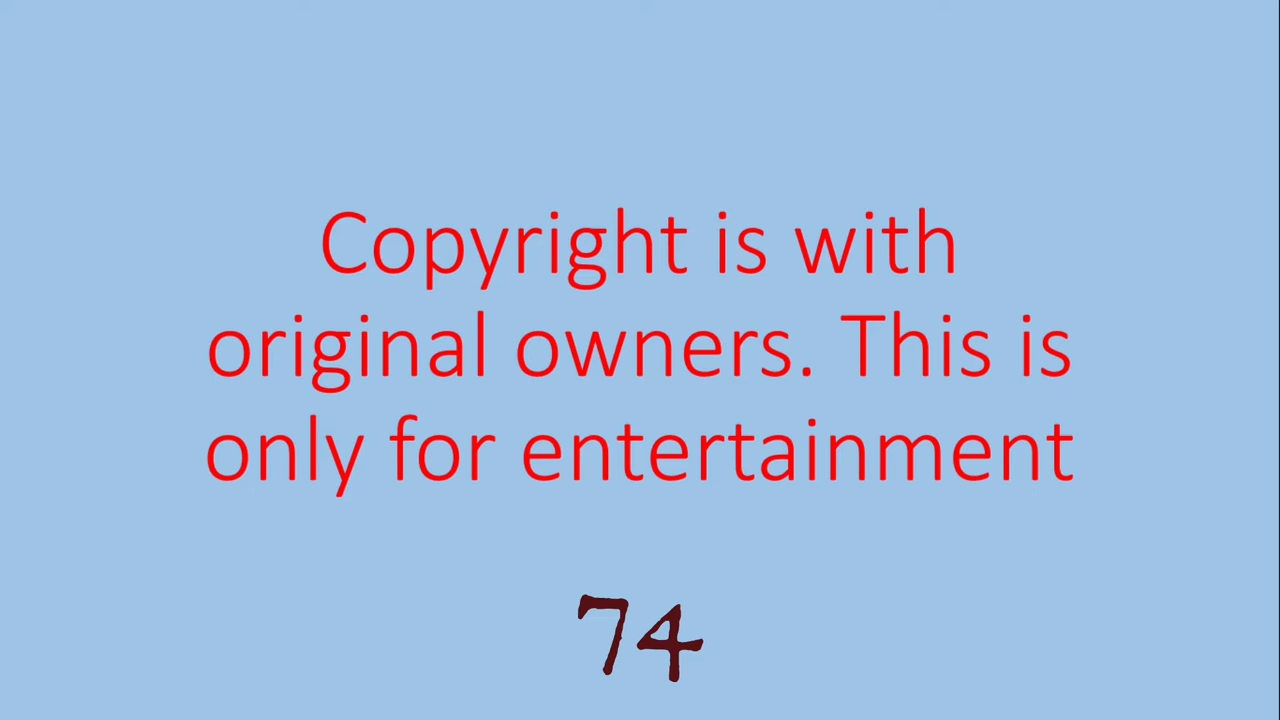 Copyright is with
original owners. This is
only for entertainment
74